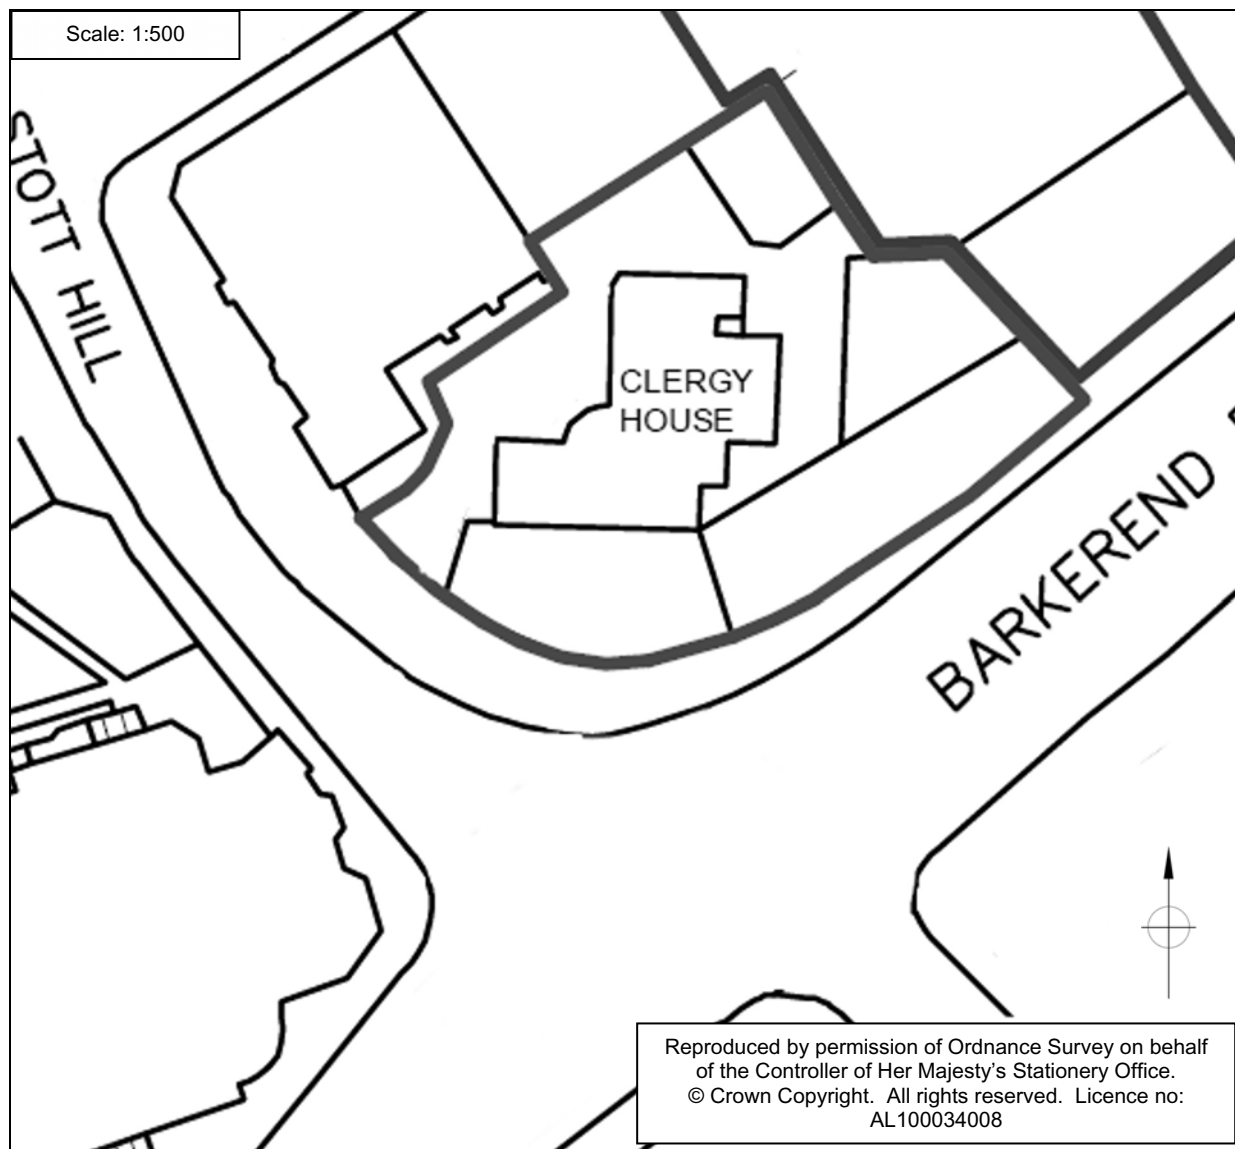 Scale: 1:500
STOTT HILL
CLERGY
HOUSE
BARKEREND
Reproduced by permission of Ordnance Survey on behalf
of the Controller of Her Majesty's Stationery Office.
© Crown Copyright. All rights reserved. Licence no:
AL100034008